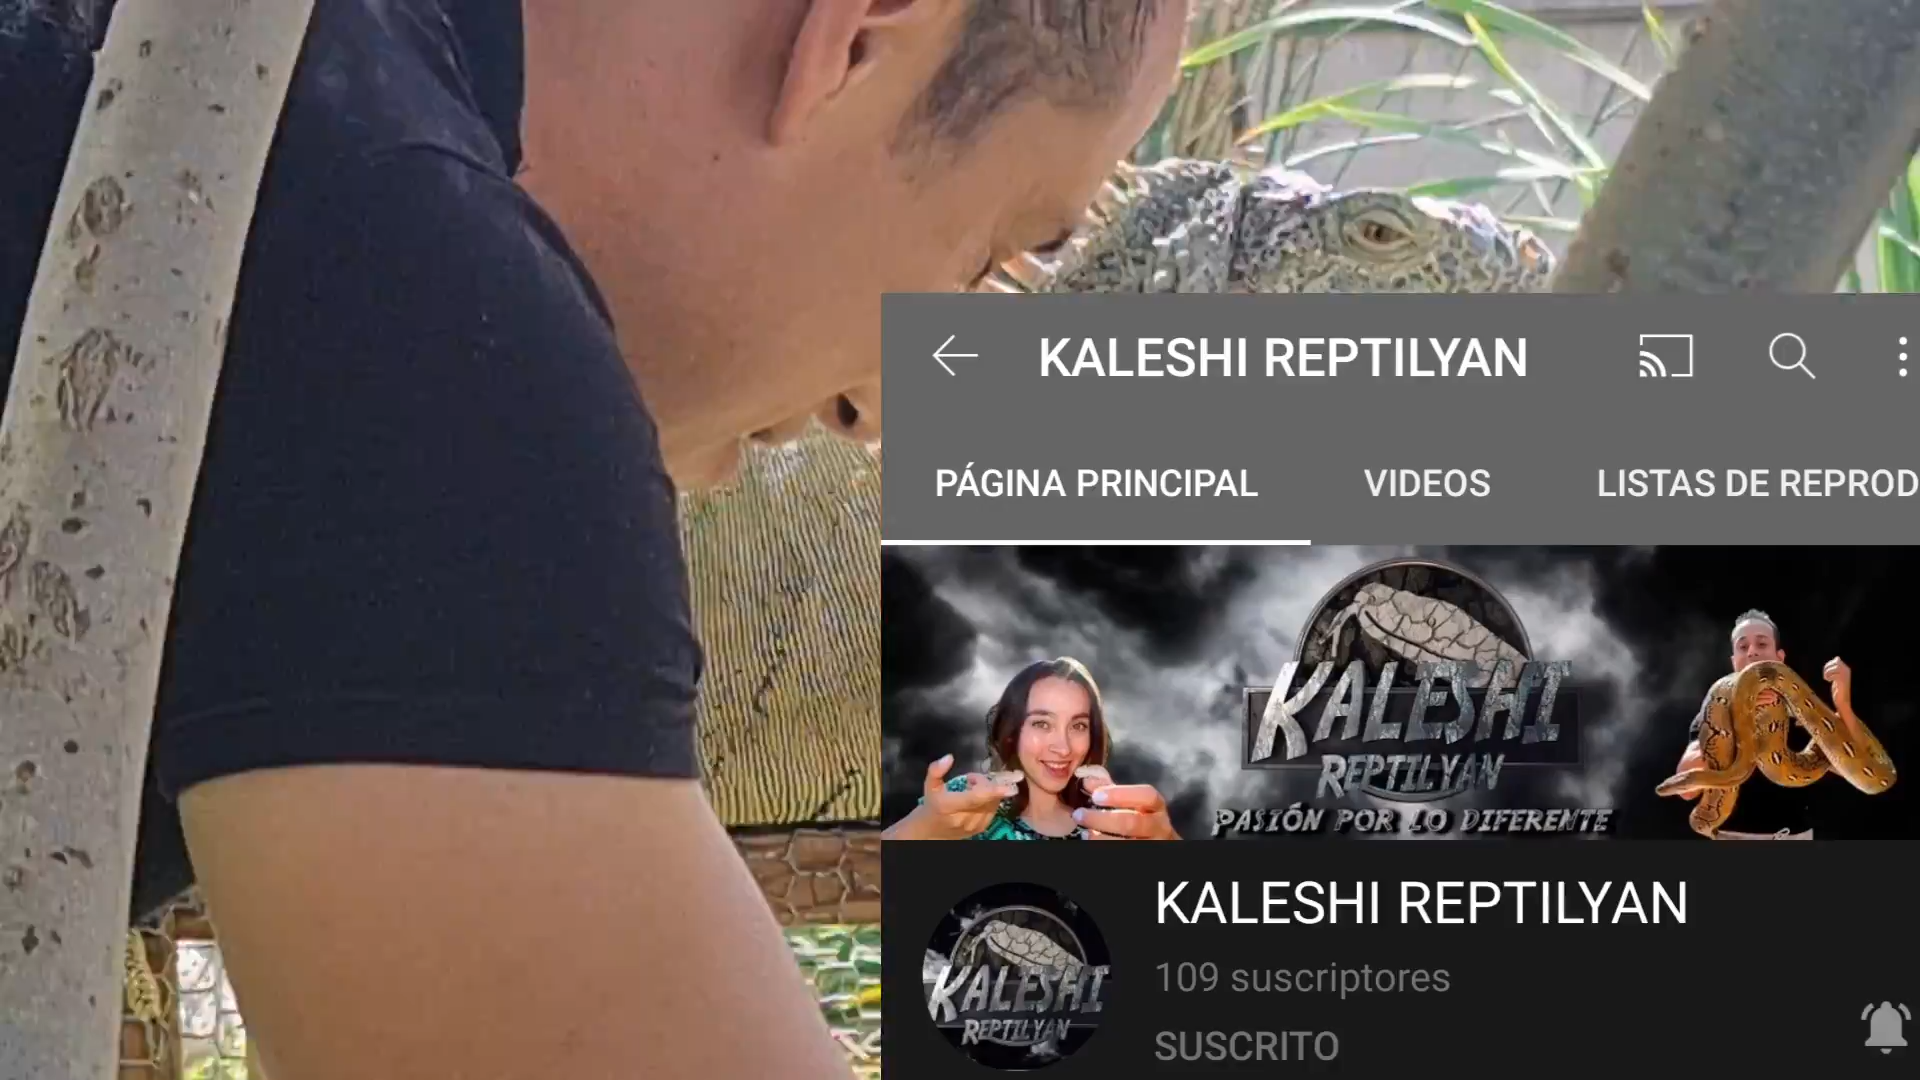 KALESHI REPTILYAN
PÁGINA PRINCIPAL VIDEOS LISTAS DE REPROD
KALESHI
REPTILYAN
PASIÓN POR LO DIFERENTE
KALESHI REPTILYAN
109 suscriptores
SUSCRITO
KALESHI
REPTILYAN